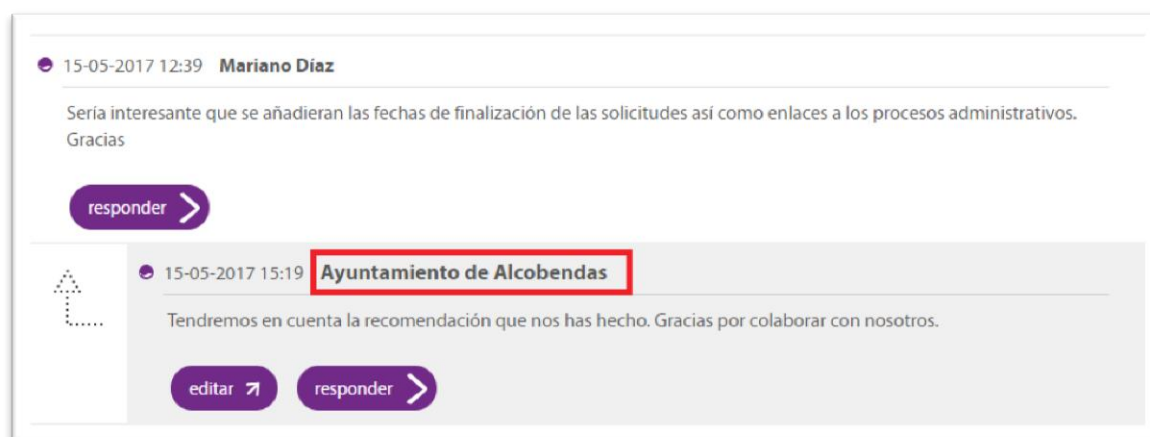 15-05-2017 12:39 Mariano Díaz
Sería interesante que se añadieran las fechas de finalización de las solicitudes así como enlaces a los procesos administrativos.
Gracias
responder
15-05-2017 15:19 Ayuntamiento de Alcobendas
Tendremos en cuenta la recomendación que nos has hecho. Gracias por colaborar con nosotros.
editar responder